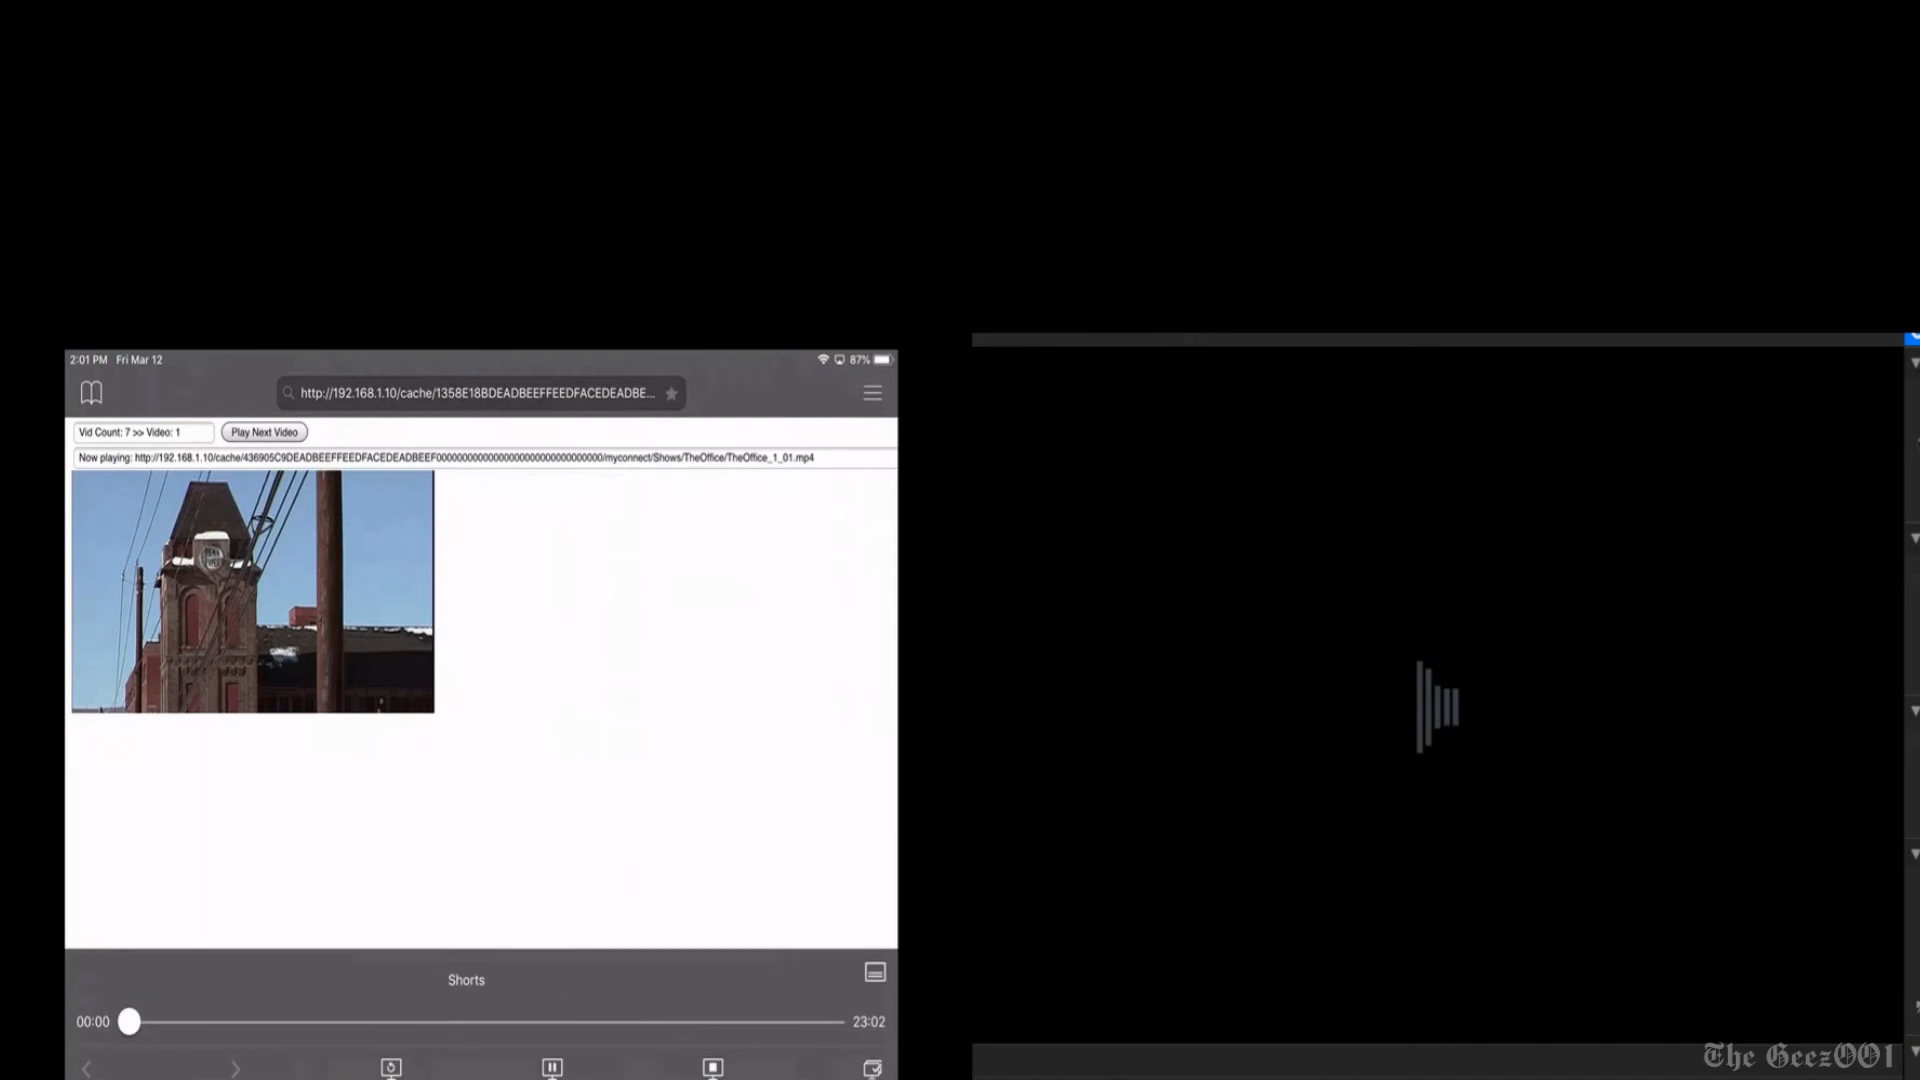 2:01 PM Fri Mar 12
87%
http://192.168.1.10/cache/1358E18BDEADBEEFFEEDFACEDEADBE...
Vid Count: 7 >> Video: 1
Play Next Video
Now playing: http://192.168.1.10/cache/436905C9DEADBEEFFEEDFACEDEADBEEF00000000000000000000000000000000/myconnect/Shows/TheOffice/TheOffice_1_01.mp4
Shorts
00:00
23:02
The Geez001